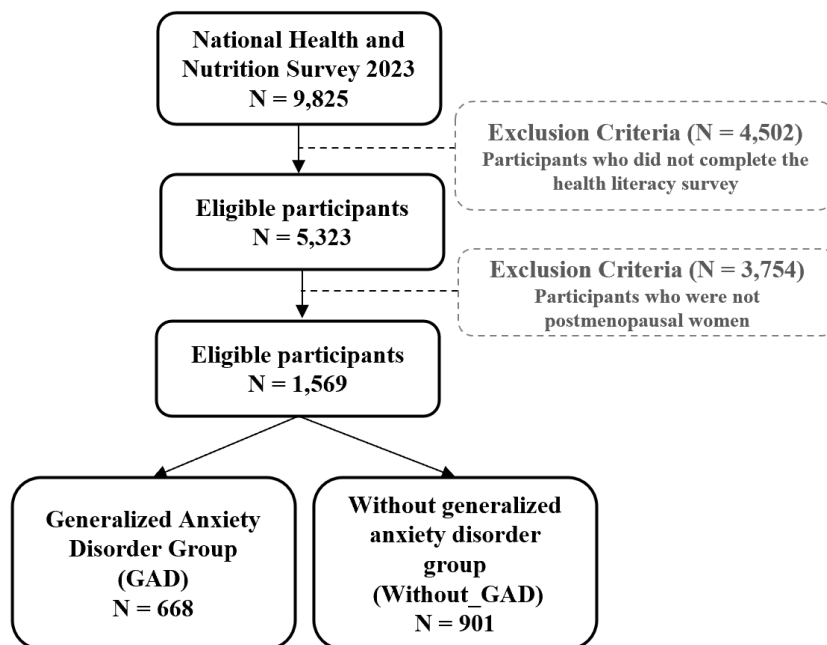 National Health and
Nutrition Survey 2023
N = 9,825
Exclusion Criteria (N = 4,502)
Participants who did not complete the
health literacy survey
Eligible participants
N = 5,323
Exclusion Criteria (N = 3,754)
Participants who were not
postmenopausal women
Eligible participants
N = 1,569
Generalized Anxiety
Disorder Group
(GAD)
N = 668
Without generalized
anxiety disorder
group
(Without_GAD)
N = 901